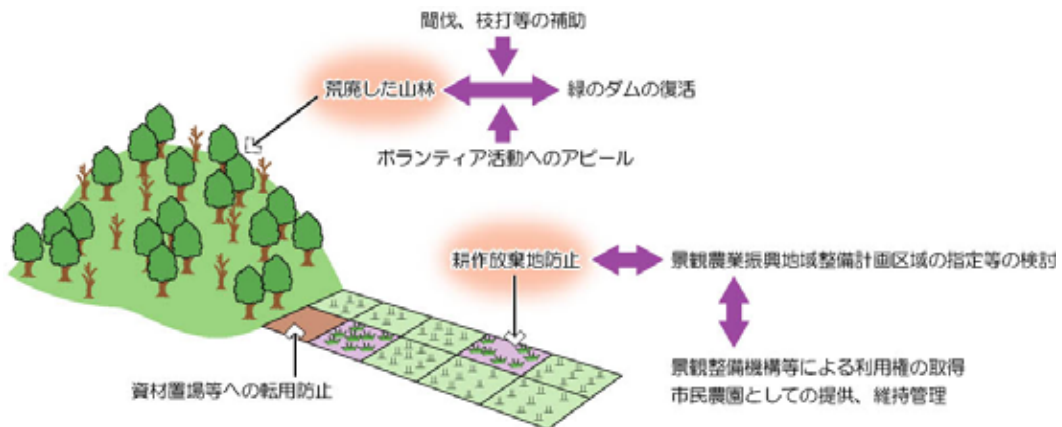 間伐、枝打等の補助
荒廃した山林
緑のダムの復活
ボランティア活動へのアピール
耕作放棄地防止
景観農業振興地域整備計画区域の指定等の検討
資材置場等への転用防止
景観整備機構等による利用権の取得
市民農園としての提供、維持管理